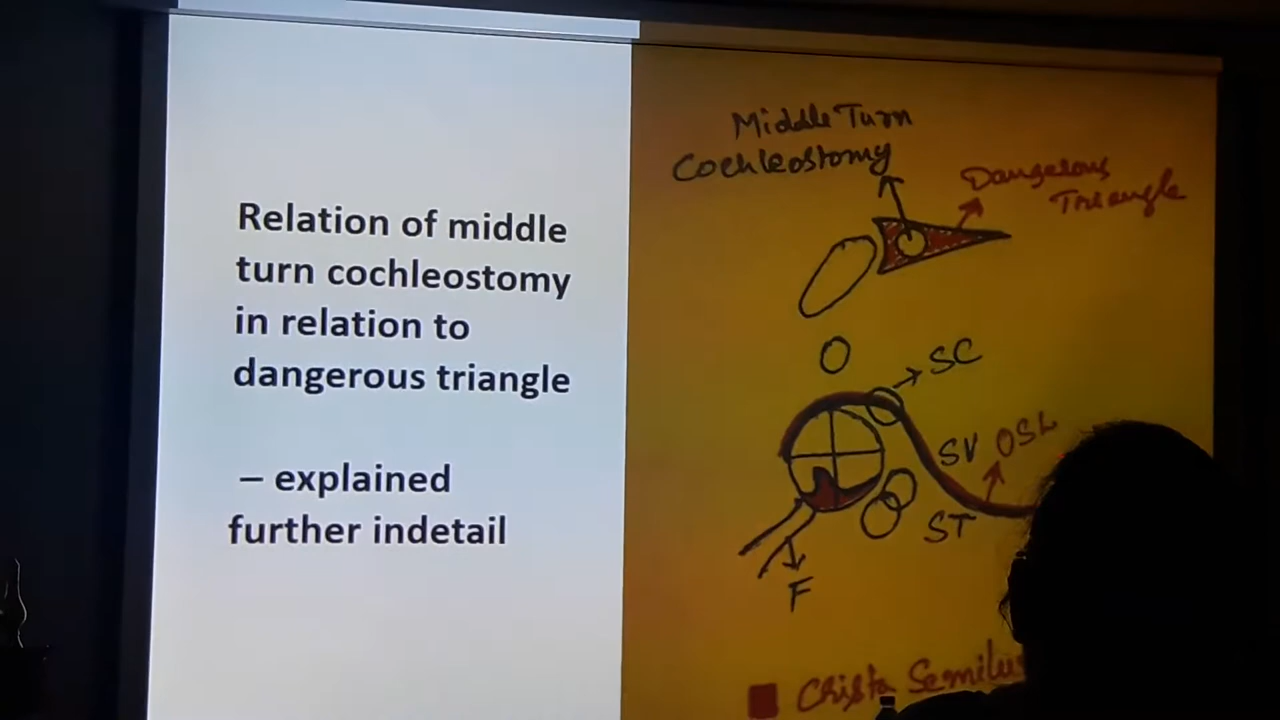 Relation of middle
turn cochleostomy
in relation to
dangerous triangle
– explained
further indetail
Middle Turn
Cochleostomy
Dangerous
Triangle
SC
SV OSL
ST
F
Crista